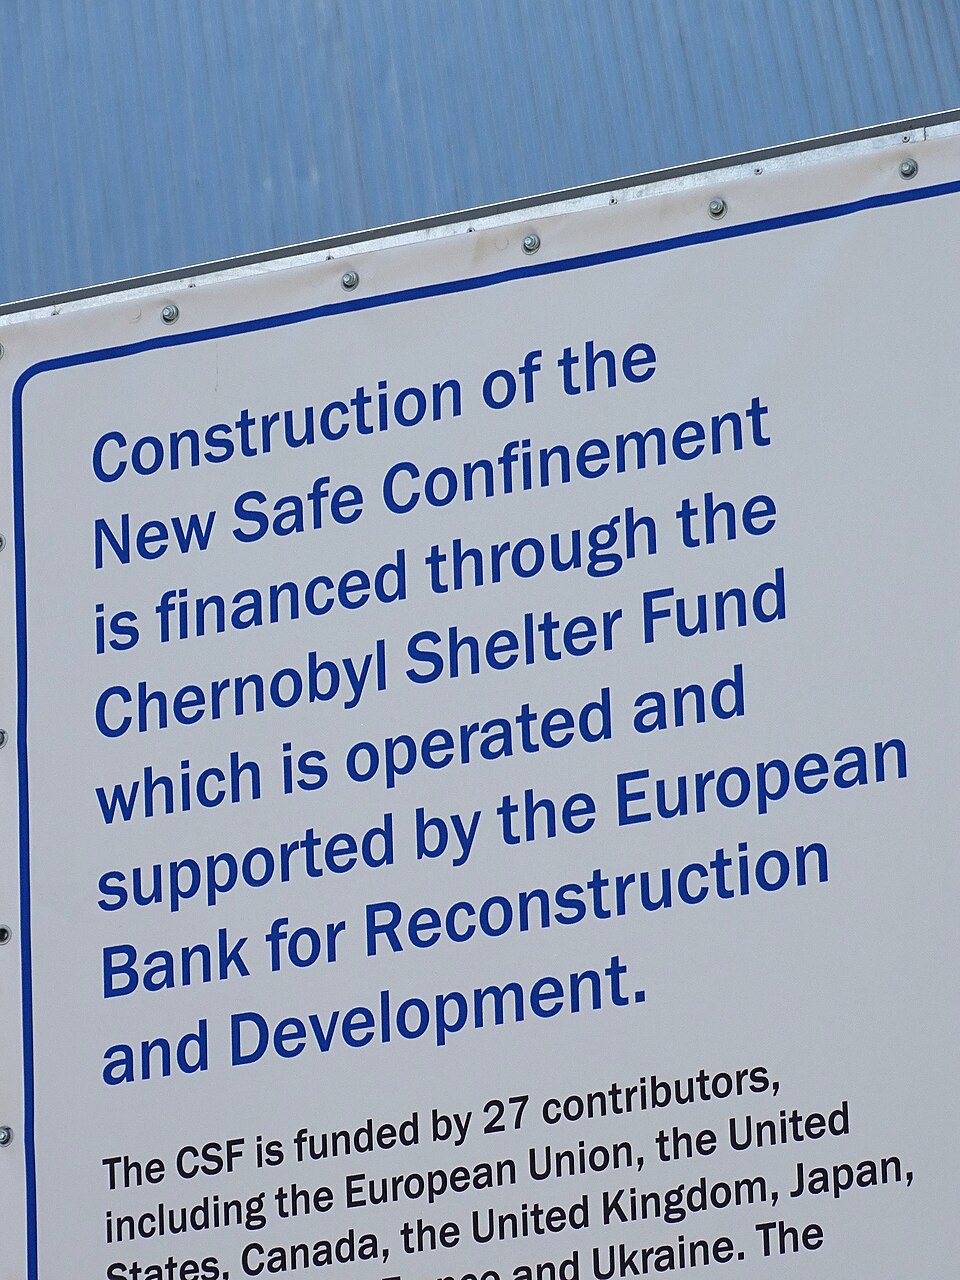 Construction of the
New Safe Confinement
is financed through the
Chernobyl Shelter Fund
which is operated and
supported by the European
Bank for Reconstruction
and Development.
The CSF is funded by 27 contributors,
including the European Union, the United
States, Canada, the United Kingdom, Japan,
and Ukraine. The